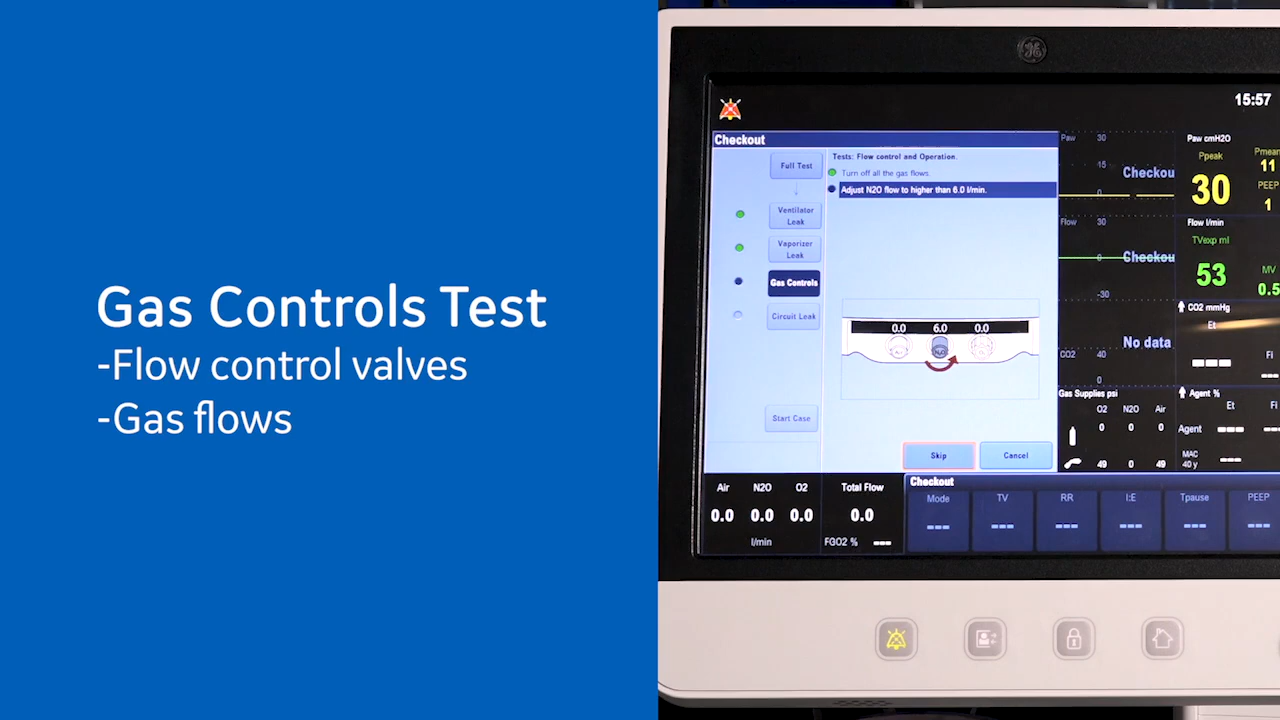 Gas Controls Test
-Flow control valves
-Gas flows
15:57
Checkout
Full Test
Ventilator
Leak
Vaporizer
Leak
Gas Controls
Circuit Leak
Start Case
Tests: Flow control and Operation.
Turn off all the gas flows.
Adjust N2O flow to higher than 6.0 l/min.
0.0 6.0 0.0
N2O
Skip Cancel
Paw 30
15
0
Checkou
Flow 30
0
-30
Checkou
CO2 40
0
No data
Paw cmH2O
Ppeak
30
Pmean
11
PEEP
1
Flow l/min
TVexp ml
53
MV
0.5
CO2 mmHg
Et
---
Fi
---
Gas Supplies psi
O2 N2O Air
0 0 0
49 0 49
Agent %
Et Fi
Agent --- ---
MAC
40 y ---
Air N2O O2
0.0 0.0 0.0
l/min
Total Flow
0.0
FGO2 % ---
Checkout
Mode TV RR I:E Tpause PEEP
--- --- --- --- --- ---